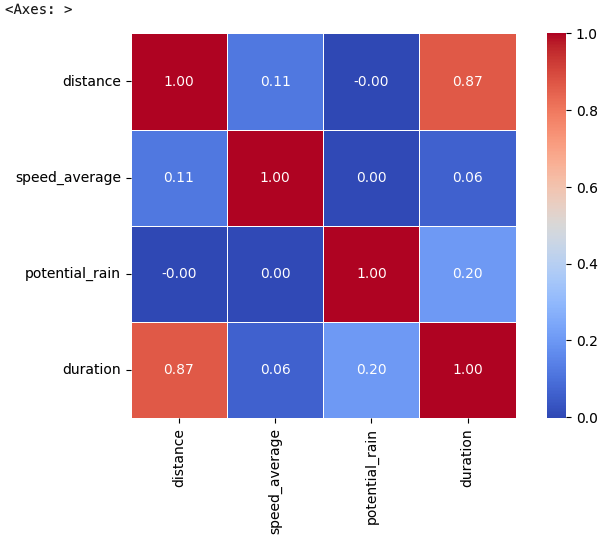 <Axes: >
distance 1.00 0.11 -0.00 0.87
speed_average 0.11 1.00 0.00 0.06
potential_rain -0.00 0.00 1.00 0.20
duration 0.87 0.06 0.20 1.00
distance speed_average potential_rain duration
1.0
0.8
0.6
0.4
0.2
0.0